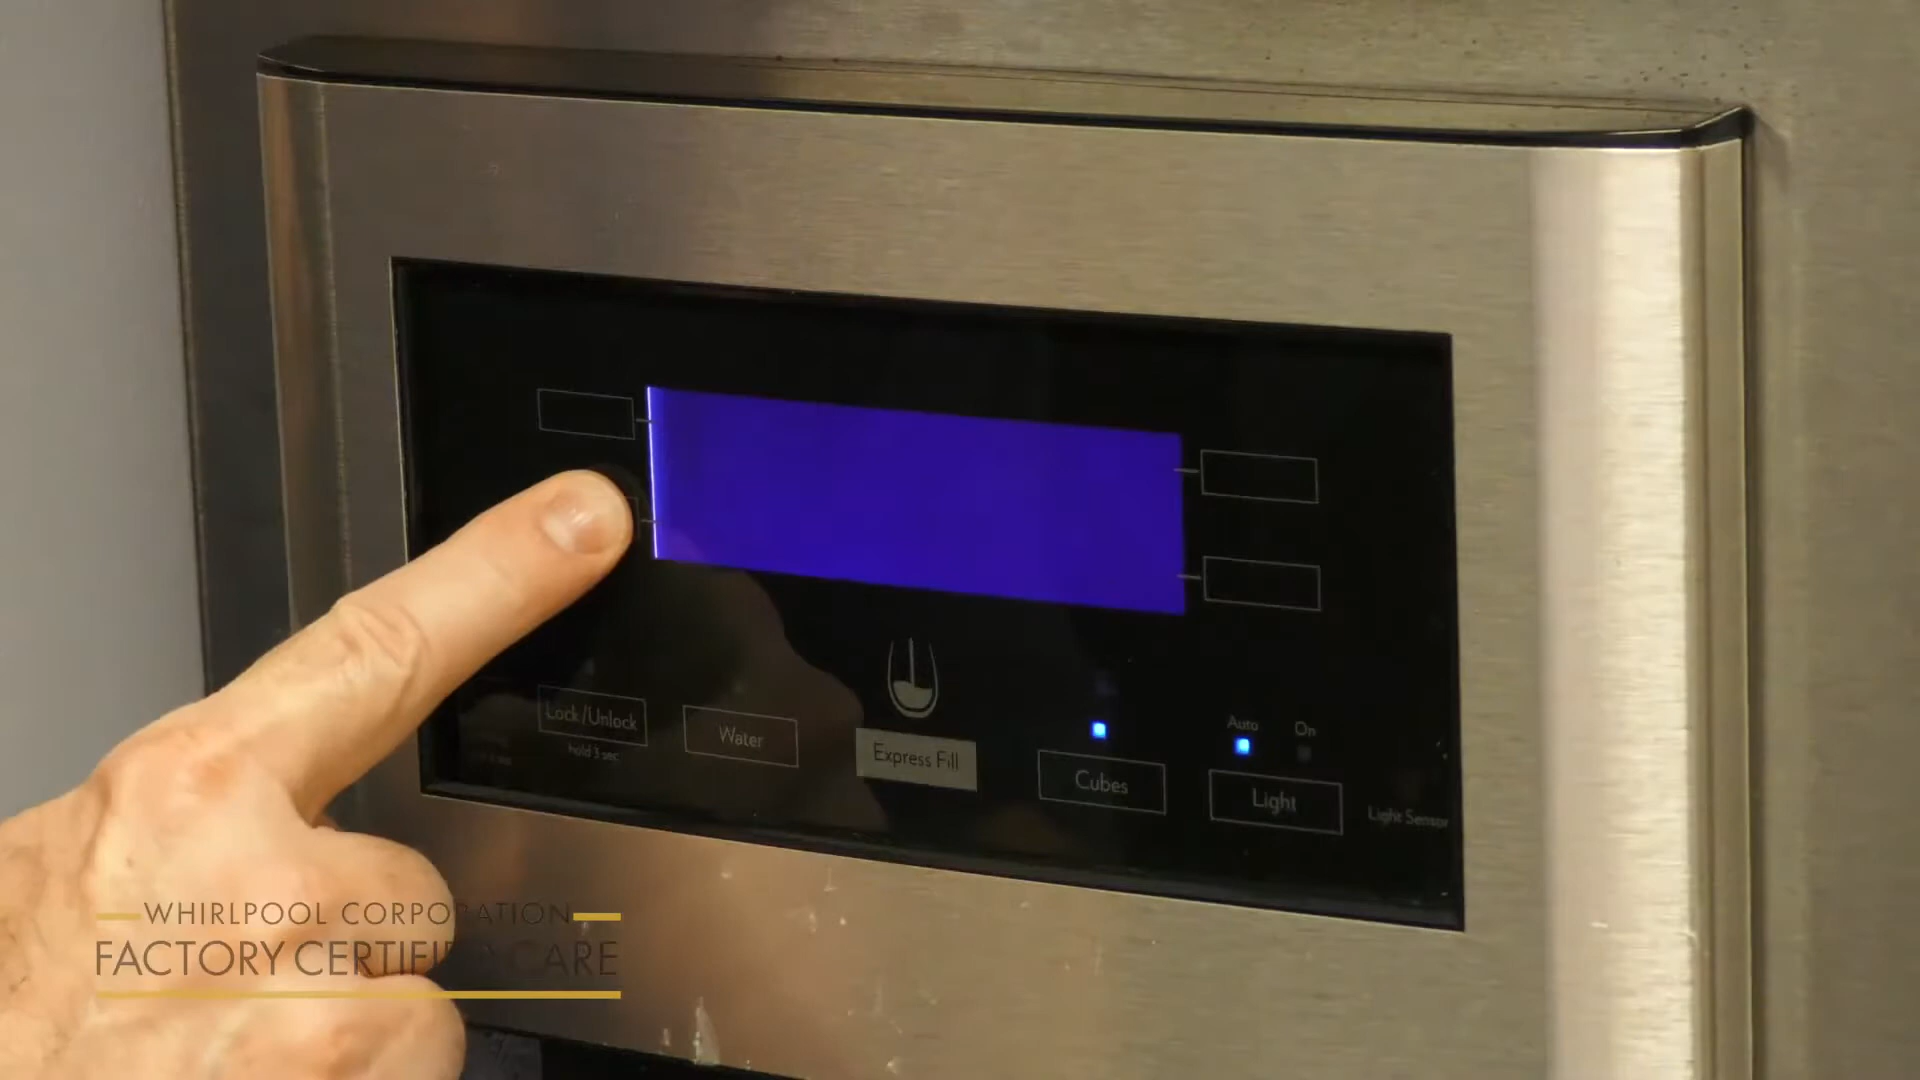 Auto
On
Lock/Unlock
hold 3 sec
Water
Express Fill
Cubes
Light
Light Sensor
WHIRLPOOL CORPORATION
FACTORY CERTIFIED CARE